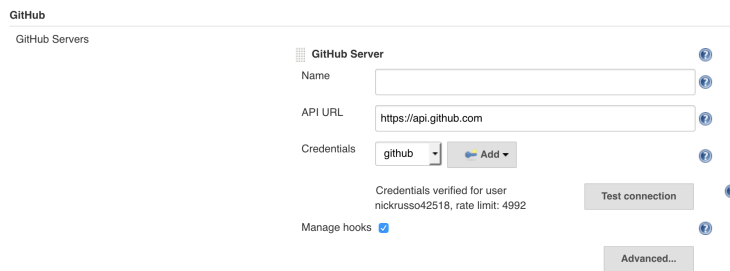 GitHub
GitHub Servers
GitHub Server
Name
API URL
https://api.github.com
Credentials
github
Add
Credentials verified for user
nickrusso42518, rate limit: 4992
Test connection
Manage hooks
Advanced...